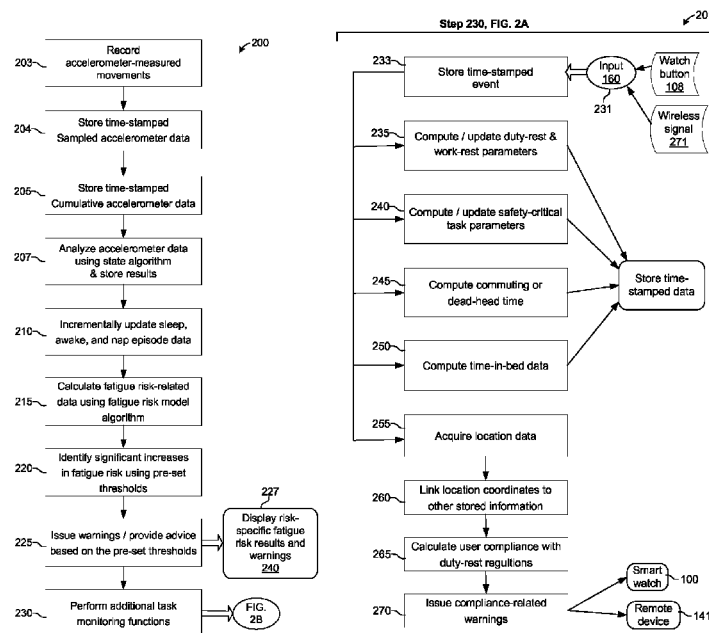 200
203
Record
accelerometer-measured
movements
204
Store time-stamped
Sampled accelerometer data
205
Store time-stamped
Cumulative accelerometer data
207
Analyze accelerometer data
using state algorithm
& store results
210
Incrementally update sleep,
awake, and nap episode data
215
Calculate fatigue risk-related
data using fatigue risk model
algorithm
220
Identify significant increases
in fatigue risk using pre-set
thresholds
225
Issue warnings / provide advice
based on the pre-set thresholds
227
Display risk-
specific fatigue
risk results and
warnings
240
230
Perform additional task
monitoring functions
FIG.
2B
Step 230, FIG. 2A
20
233
Store time-stamped
event
Input
160
231
Watch
button
108
Wireless
signal
271
235
Compute / update duty-rest &
work-rest parameters
240
Compute / update safety-critical
task parameters
245
Compute commuting or
dead-head time
250
Compute time-in-bed data
Store time-
stamped data
255
Acquire location data
260
Link location coordinates to
other stored information
265
Calculate user compliance with
duty-rest regultions
270
Issue compliance-related
warnings
Smart
watch
100
Remote
device
141